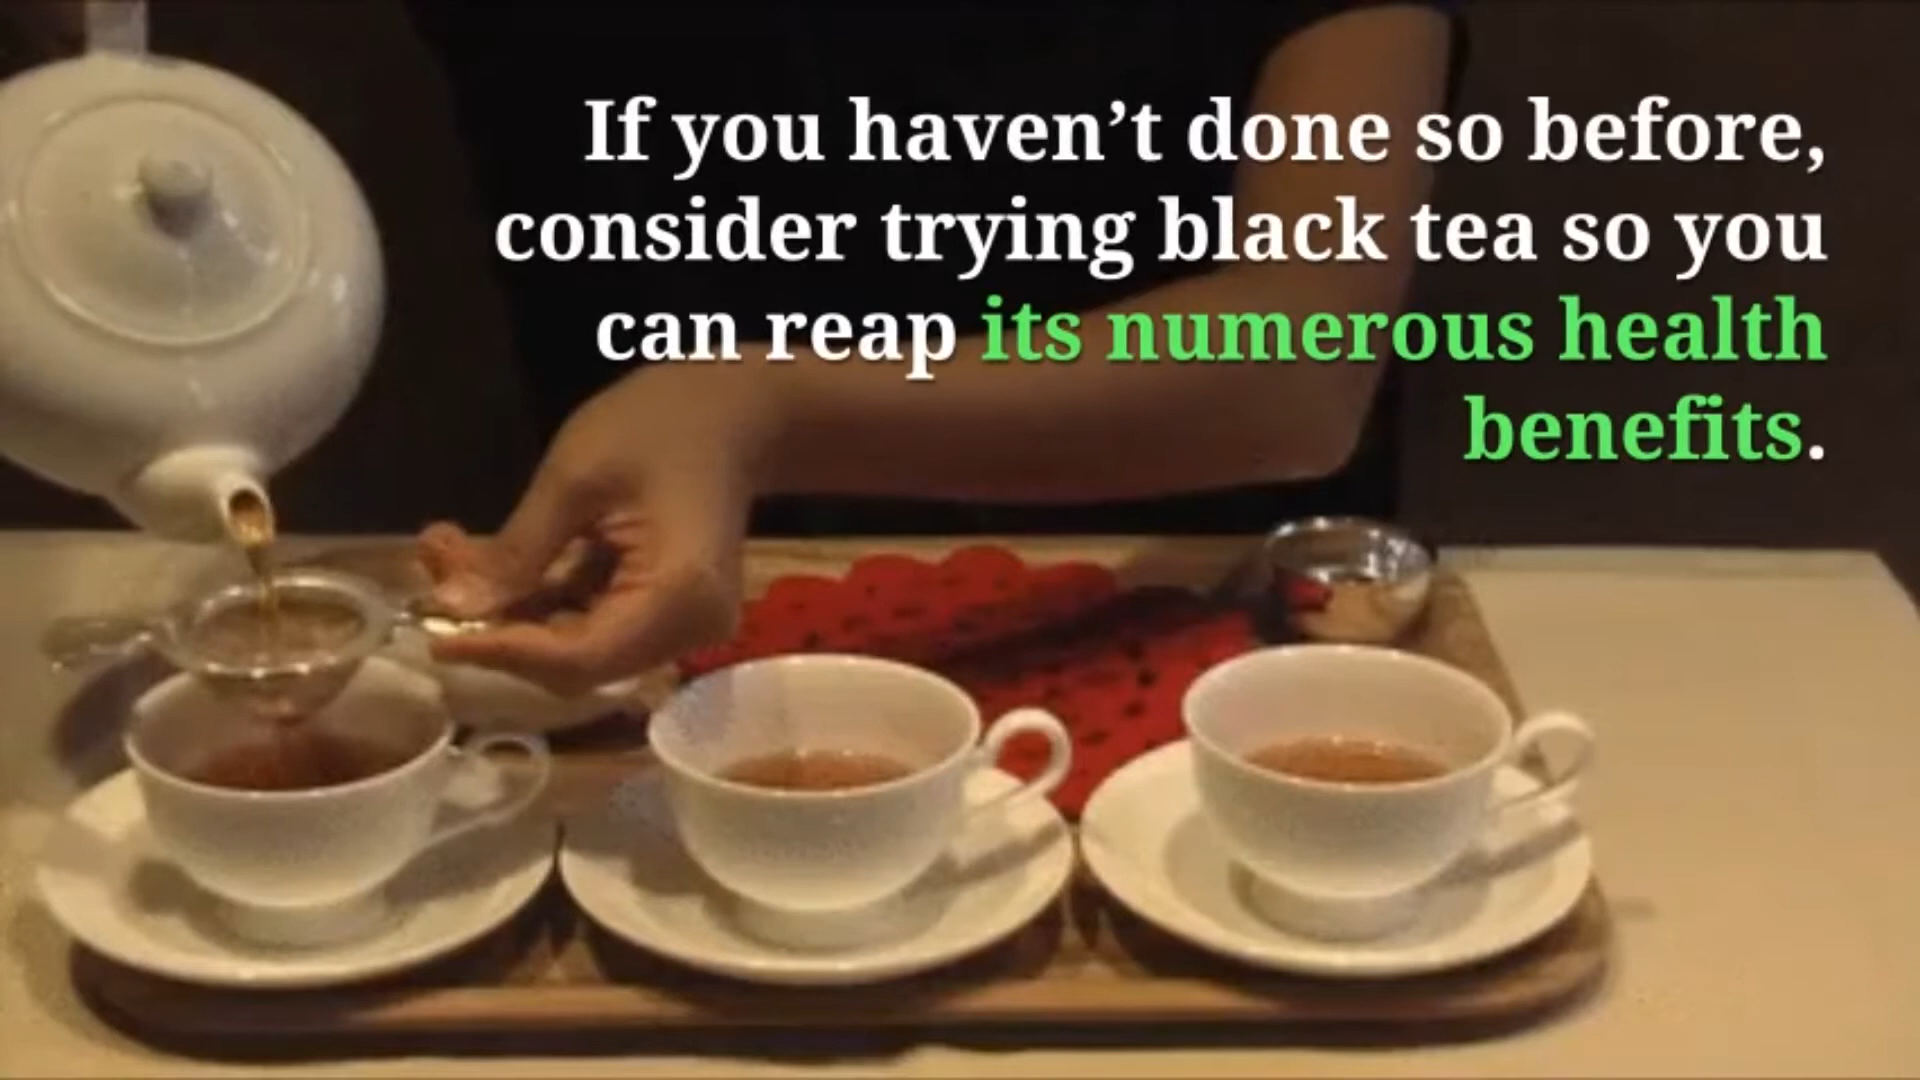 If you haven’t done so before,
consider trying black tea so you
can reap its numerous health
benefits.